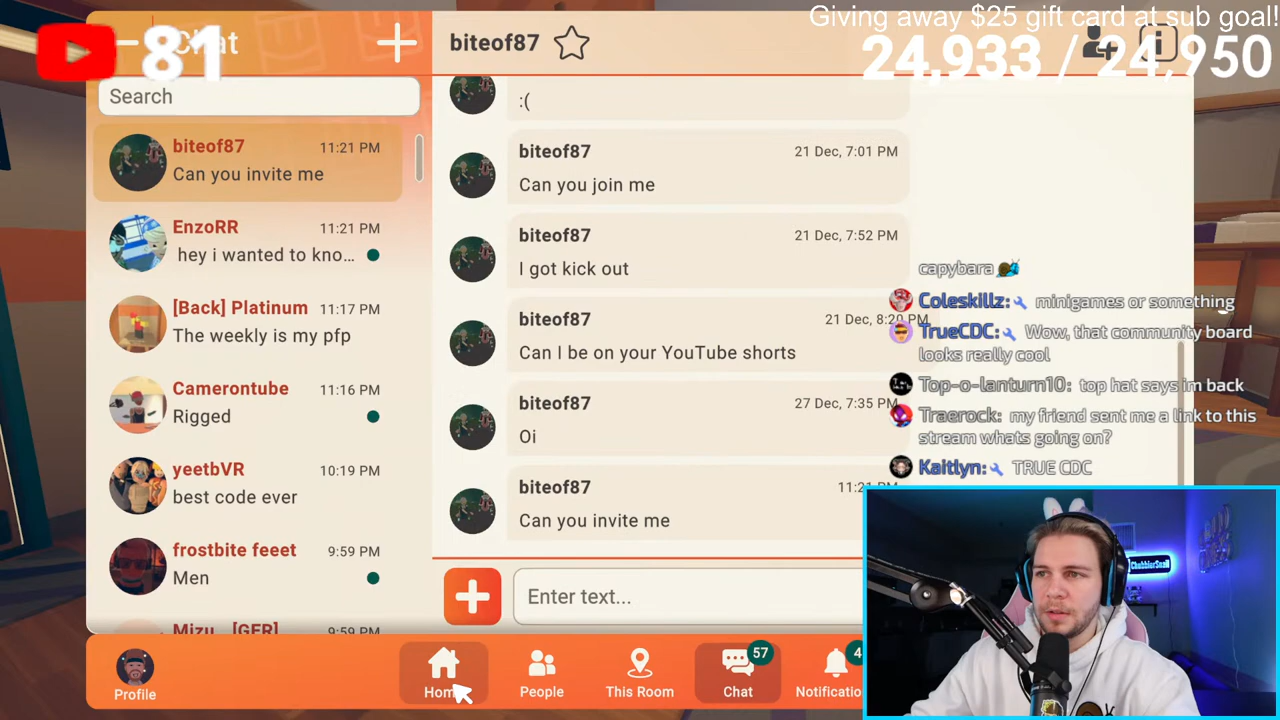 Giving away $25 gift card at sub goal!
81
Chat
24,933 / 24,950
biteof87
Search
biteof87
11:21 PM
Can you invite me
EnzoRR
11:21 PM
hey i wanted to kno...
[Back] Platinum
11:17 PM
The weekly is my pfp
Camerontube
11:16 PM
Rigged
yeetbVR
10:19 PM
best code ever
frostbite feeet
9:59 PM
Men
Mizu_ [GER]
9:59 PM
:(
biteof87
21 Dec, 7:01 PM
Can you join me
biteof87
21 Dec, 7:52 PM
I got kick out
biteof87
21 Dec, 8:20 PM
Can I be on your YouTube shorts
biteof87
27 Dec, 7:35 PM
Oi
biteof87
11:21
Can you invite me
Enter text...
capybara
Coleskillz: minigames or something
TrueCDC: Wow, that community board
looks really cool
Top-o-lanturn10: top hat says im back
Traerock: my friend sent me a link to this
stream whats going on?
Kaitlyn: TRUE CDC
ChubbierSnail
Profile
Home
People
This Room
57
Chat
4
Notificatio